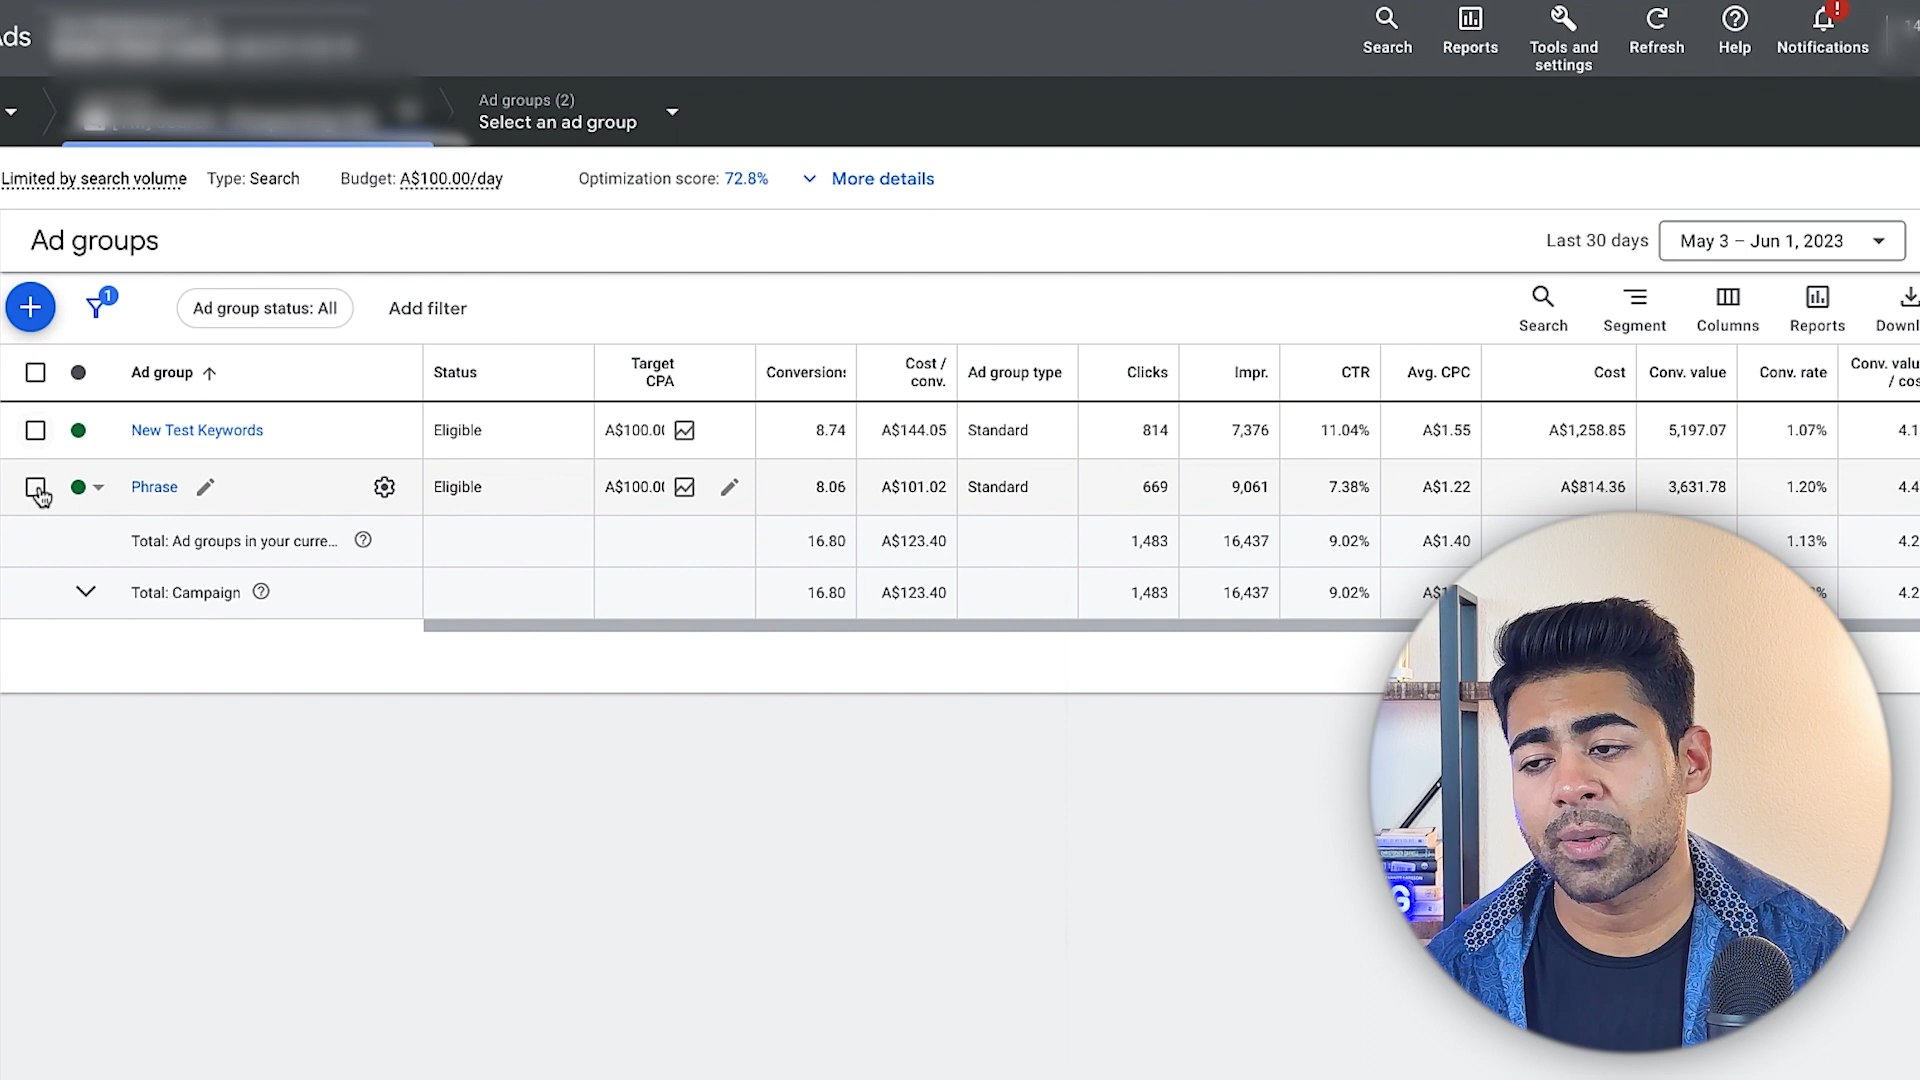 Ads
Search
Reports
Tools and
settings
Refresh
Help
Notifications
Ad groups (2)
Select an ad group
Limited by search volume Type: Search Budget: A$100.00/day Optimization score: 72.8% More details
Ad groups
Last 30 days May 3 – Jun 1, 2023
1
Ad group status: All Add filter
Search Segment Columns Reports Downl
Ad group Status Target CPA Conversions Cost / conv. Ad group type Clicks Impr. CTR Avg. CPC Cost Conv. value Conv. rate Conv. valu / cos
New Test Keywords Eligible A$100.0( 8.74 A$144.05 Standard 814 7,376 11.04% A$1.55 A$1,258.85 5,197.07 1.07% 4.1
Phrase Eligible A$100.0( 8.06 A$101.02 Standard 669 9,061 7.38% A$1.22 A$814.36 3,631.78 1.20% 4.4
Total: Ad groups in your curre... 16.80 A$123.40 1,483 16,437 9.02% A$1.40 1.13% 4.2
Total: Campaign 16.80 A$123.40 1,483 16,437 9.02% 4.2